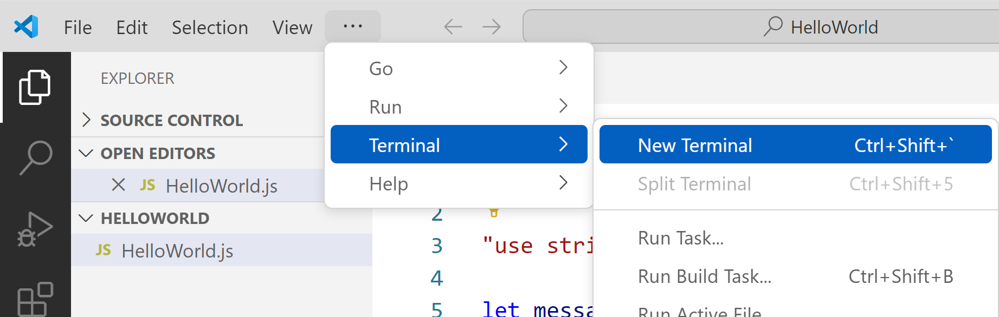 File Edit Selection View ... HelloWorld
EXPLORER
SOURCE CONTROL
OPEN EDITORS
JS HelloWorld.js
HELLOWORLD
JS HelloWorld.js
Go
Run
Terminal
Help
New Terminal Ctrl+Shift+`
Split Terminal Ctrl+Shift+5
Run Task...
Run Build Task... Ctrl+Shift+B
Run Active File
2
3 "use stri
4
5 let messa